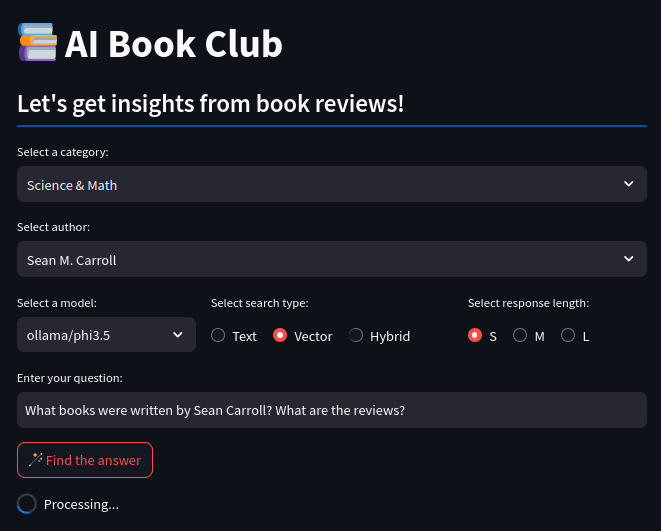 AI Book Club
Let's get insights from book reviews!
Select a category:
Science & Math
Select author:
Sean M. Carroll
Select a model: Select search type: Select response length:
ollama/phi3.5 Text Vector Hybrid S M L
Enter your question:
What books were written by Sean Carroll? What are the reviews?
Find the answer
Processing...